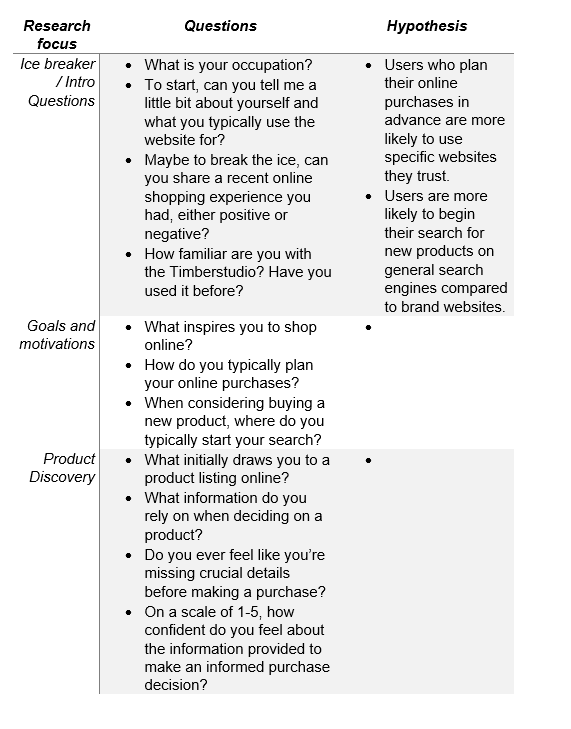 Research focus
Questions
Hypothesis
Ice breaker / Intro Questions
• What is your occupation?
• To start, can you tell me a
little bit about yourself and
what you typically use the
website for?
• Maybe to break the ice, can
you share a recent online
shopping experience you
had, either positive or
negative?
• How familiar are you with
the Timberstudio? Have you
used it before?
• Users who plan
their online
purchases in
advance are more
likely to use
specific websites
they trust.
• Users are more
likely to begin
their search for
new products on
general search
engines compared
to brand websites.
Goals and
motivations
• What inspires you to shop
online?
• How do you typically plan
your online purchases?
• When considering buying a
new product, where do you
typically start your search?
•
Product
Discovery
• What initially draws you to a
product listing online?
• What information do you
rely on when deciding on a
product?
• Do you ever feel like you’re
missing crucial details
before making a purchase?
• On a scale of 1-5, how
confident do you feel about
the information provided to
make an informed purchase
decision?
•